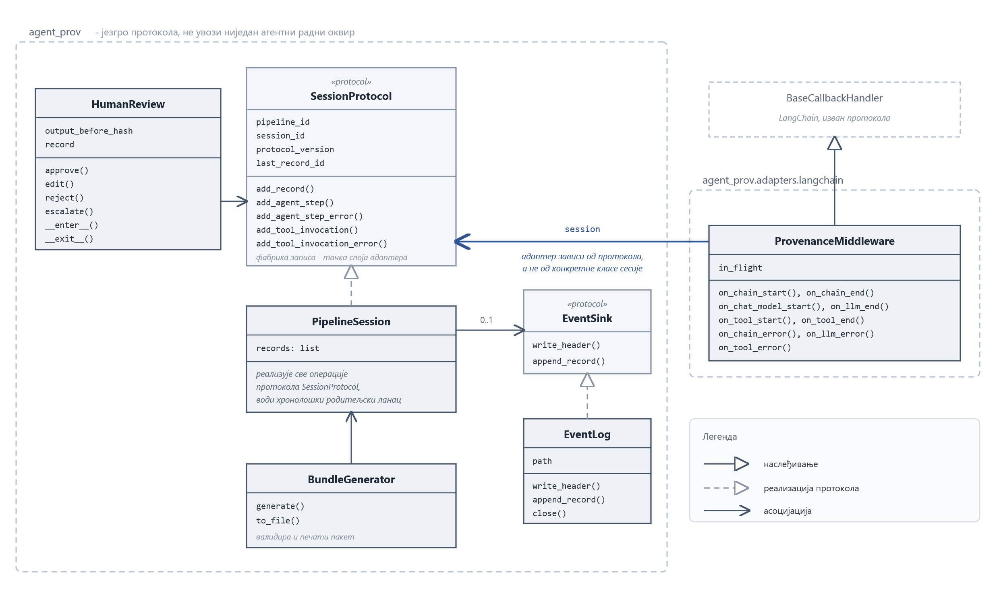 agent_prov - језгро протокола, не увози ниједан агентни радни оквир
HumanReview
output_before_hash
record
approve()
edit()
reject()
escalate()
__enter__()
__exit__()
«protocol»
SessionProtocol
pipeline_id
session_id
protocol_version
last_record_id
add_record()
add_agent_step()
add_agent_step_error()
add_tool_invocation()
add_tool_invocation_error()
фабрика записа - тачка споја адаптера
session
адаптер зависи од протокола,
а не од конкретне класе сесије
PipelineSession
records: list
реализује све операције
протокола SessionProtocol,
води хронолошки родитељски ланац
0..1
«protocol»
EventSink
write_header()
append_record()
EventLog
path
write_header()
append_record()
close()
BundleGenerator
generate()
to_file()
валидира и печати пакет
BaseCallbackHandler
LangChain, изван протокола
agent_prov.adapters.langchain
ProvenanceMiddleware
in_flight
on_chain_start(), on_chain_end()
on_chat_model_start(), on_llm_end()
on_tool_start(), on_tool_end()
on_chain_error(), on_llm_error()
on_tool_error()
Легенда
наслеђивање
реализација протокола
асоцијација